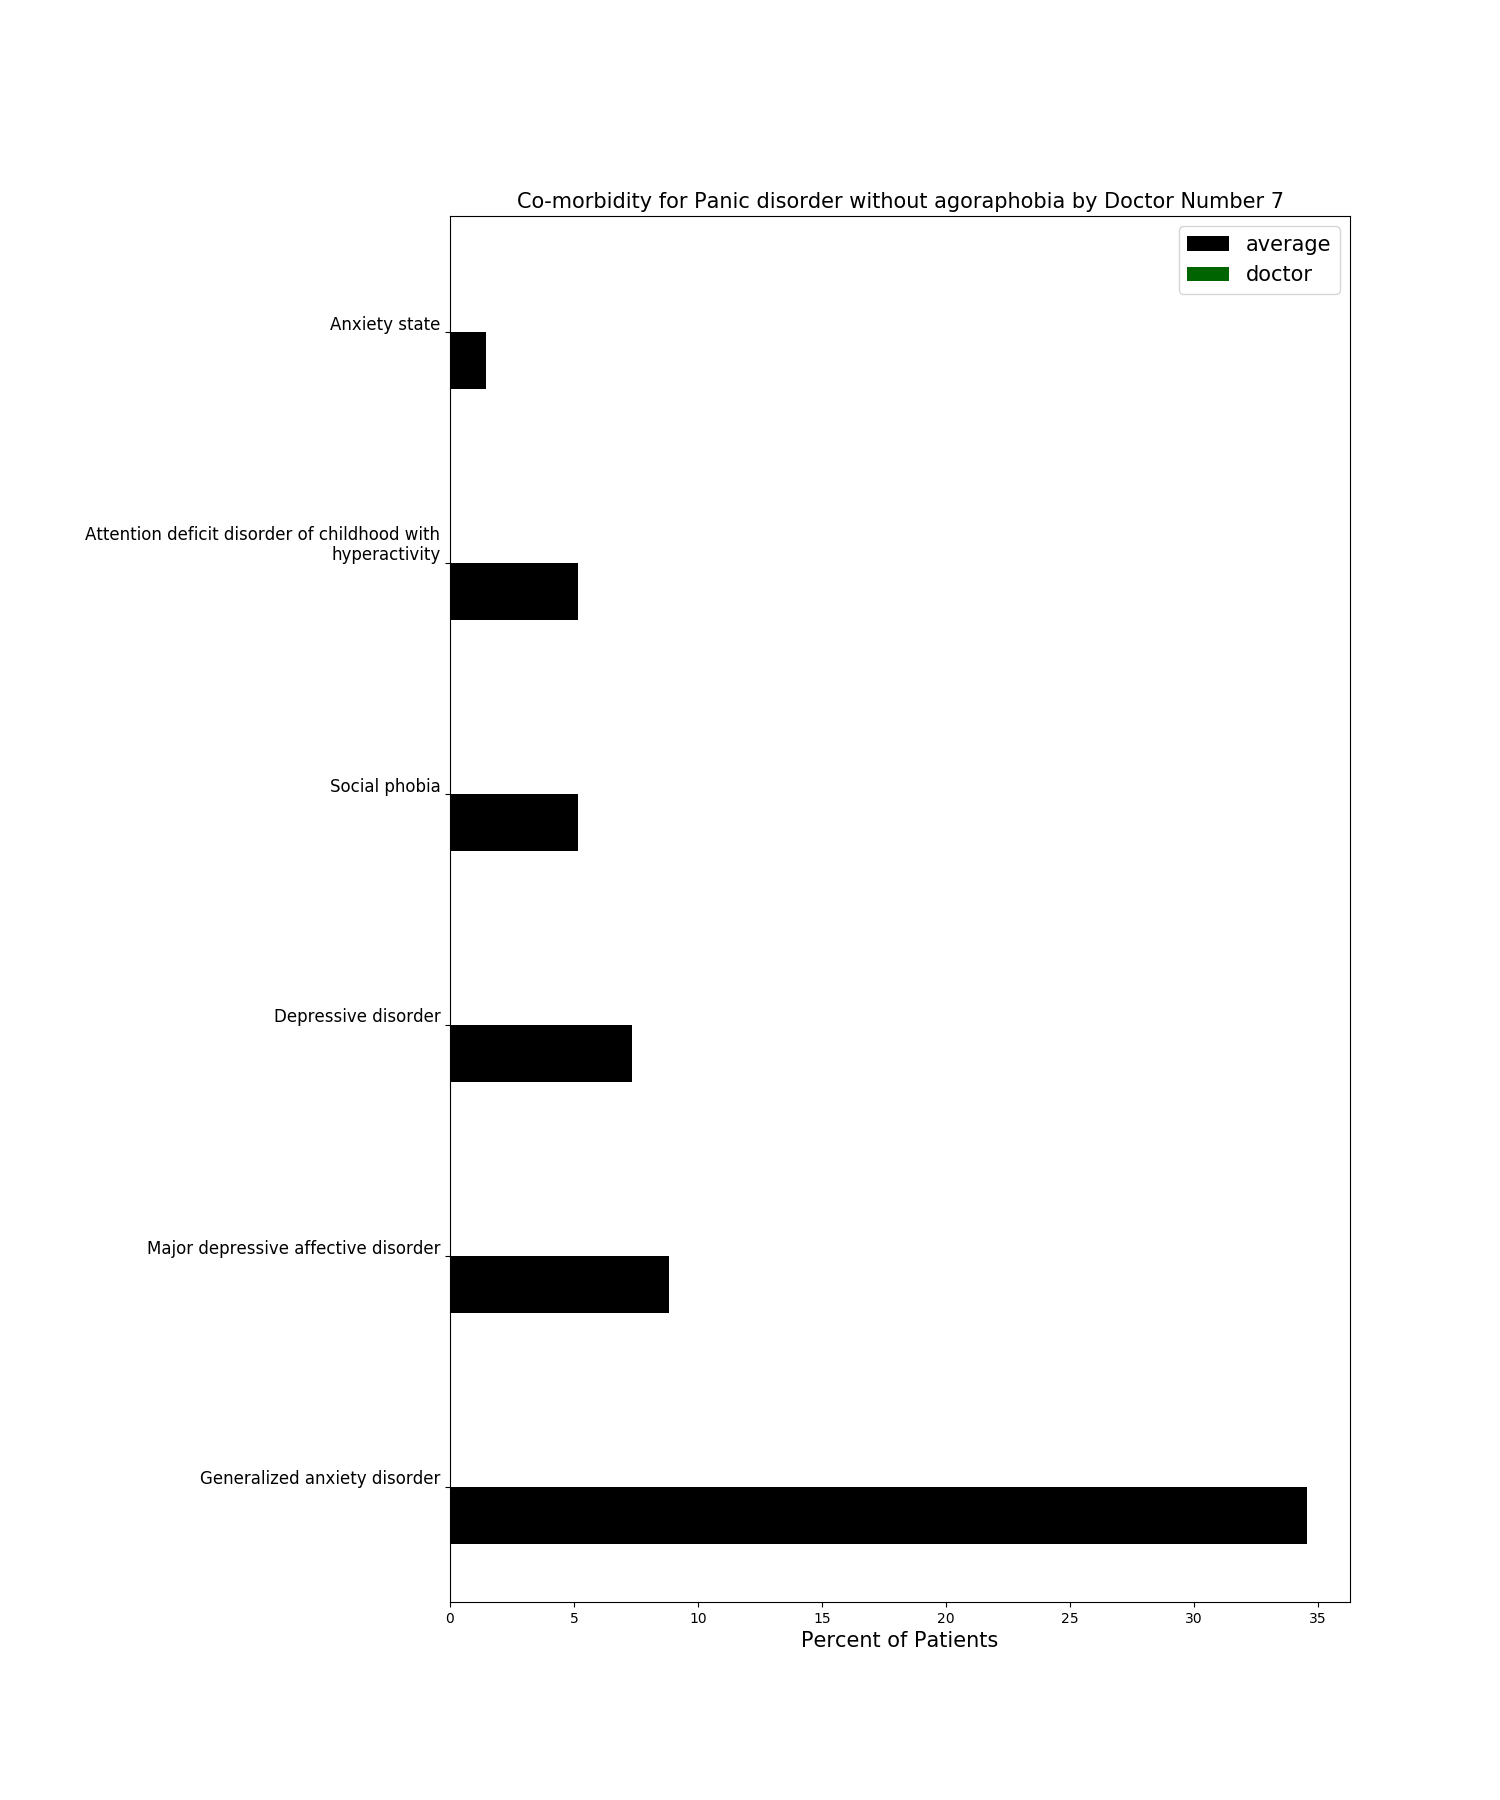 Co-morbidity for Panic disorder without agoraphobia by Doctor Number 7
average
doctor
Anxiety state
Attention deficit disorder of childhood with
hyperactivity
Social phobia
Depressive disorder
Major depressive affective disorder
Generalized anxiety disorder
0 5 10 15 20 25 30 35
Percent of Patients